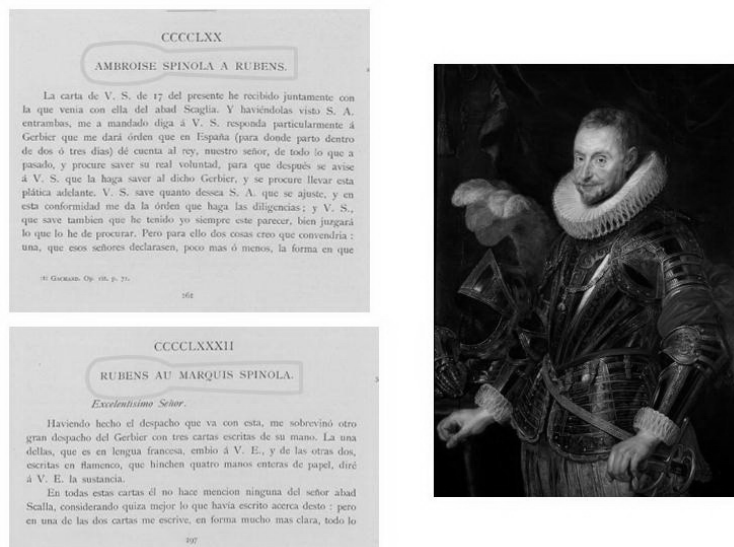 CCCCLXX
AMBROISE SPINOLA A RUBENS.
La carta de V. S. de 17 del presente he recibido juntamente con
la que venia con ella del abad Scaglia. Y haviéndolas visto S. A.
entrambas, me a mandado diga á V. S. responda particularmente á
Gerbier que me dará órden que en España (para donde parto dentro
de dos ó tres dias) dé cuenta al rey, nuestro señor, de todo lo que a
pasado, y procure saver su real voluntad, para que después se avise
á V. S. que la haga saver al dicho Gerbier, y se procure llevar esta
plática adelante. V. S. save quanto dessea S. A. que se ajuste, y en
esta conformidad me da la órden que haga las diligencias; y V. S.,
que save tambien que he tenido yo siempre este parecer, bien juzgará
lo que lo he de procurar. Pero para ello dos cosas creo que convendria :
una, que esos señores declarasen, poco mas ó menos, la forma en que
GACHARD. Op. cit. p. 71.
262
CCCCLXXXII
RUBENS AU MARQUIS SPINOLA.
Excelentisimo Señor.
Haviendo hecho el despacho que va con esta, me sobrevinó otro
gran despacho del Gerbier con tres cartas escritas de su mano. La una
dellas, que es en lengua francesa, embio á V. E., y de las otras dos,
escritas en flamenco, que hinchen quatro manos enteras de papel, diré
á V. E. la sustancia.
En todas estas cartas él no hace mencion ninguna del señor abad
Scalla, considerando quiza mejor lo que havia escrito acerca desto : pero
en una de las dos cartas me escrive, en forma mucho mas clara, todo lo
297